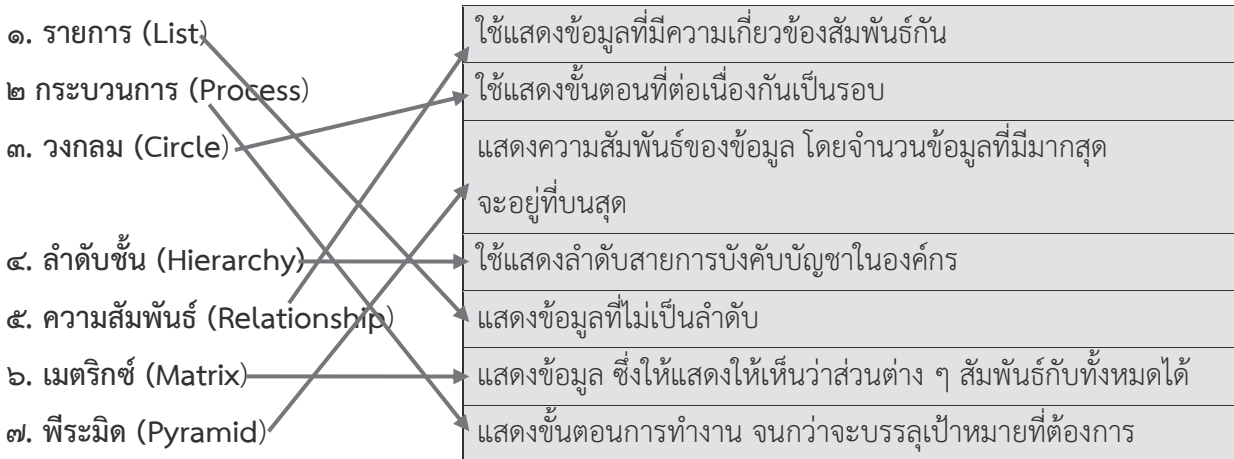 ๑. รายการ (List)
ใช้แสดงข้อมูลที่มีความเกี่ยวข้องสัมพันธ์กัน
๒ กระบวนการ (Process)
ใช้แสดงขั้นตอนที่ต่อเนื่องกันเป็นรอบ
๓. วงกลม (Circle)
แสดงความสัมพันธ์ของข้อมูล โดยจำนวนข้อมูลที่มีมากสุด
จะอยู่ที่บนสุด
๔. ลำดับชั้น (Hierarchy)
ใช้แสดงลำดับสายการบังคับบัญชาในองค์กร
๕. ความสัมพันธ์ (Relationship)
แสดงข้อมูลที่ไม่เป็นลำดับ
๖. เมตริกซ์ (Matrix)
แสดงข้อมูล ซึ่งให้แสดงให้เห็นว่าส่วนต่าง ๆ สัมพันธ์กับทั้งหมดได้
๗. พีระมิด (Pyramid)
แสดงขั้นตอนการทำงาน จนกว่าจะบรรลุเป้าหมายที่ต้องการ